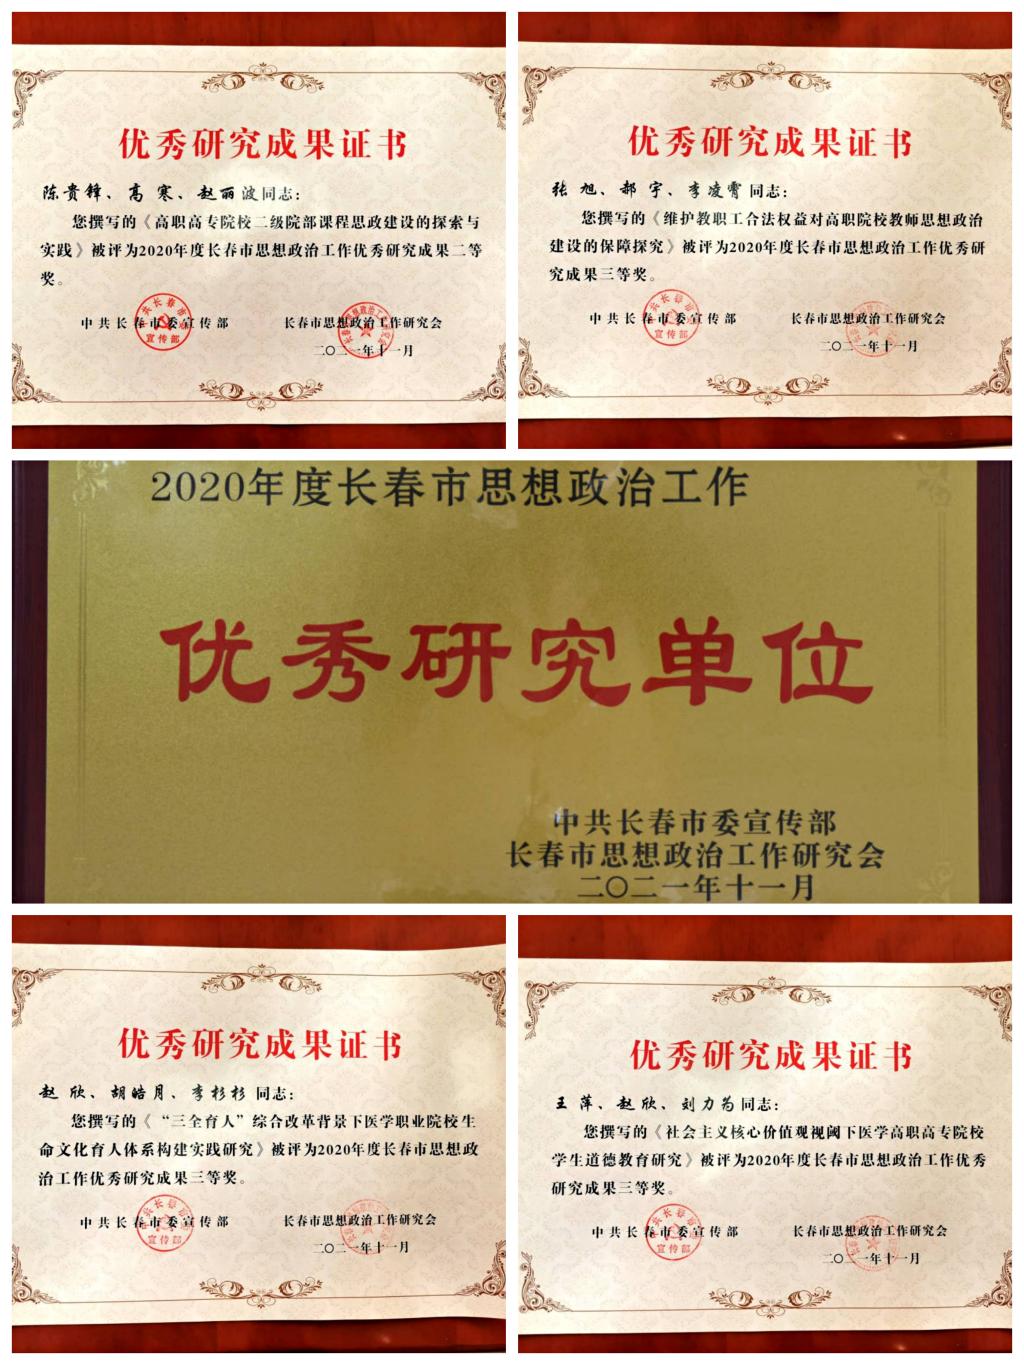 优秀研究成果证书
陈贵锋、高寒、赵丽波同志：
您撰写的《高职高专院校二级院部课程思政建设的探索与
实践》被评为2020年度长春市思想政治工作优秀研究成果二等
奖。
中共长春市委宣传部 长春市思想政治工作研究会
二〇二一年十一月
优秀研究成果证书
张旭、郝宇、李凌霄同志：
您撰写的《维护教职工合法权益对高职院校教师思想政治
建设的保障探究》被评为2020年度长春市思想政治工作优秀研
究成果三等奖。
中共长春市委宣传部 长春市思想政治工作研究会
二〇二一年十一月
2020年度长春市思想政治工作
优秀研究单位
中共长春市委宣传部
长春市思想政治工作研究会
二〇二一年十一月
优秀研究成果证书
赵欣、胡皓月、李杉杉同志：
您撰写的《“三全育人”综合改革背景下医学职业院校生
命文化育人体系构建实践研究》被评为2020年度长春市思想政
治工作优秀研究成果三等奖。
中共长春市委宣传部 长春市思想政治工作研究会
二〇二一年十一月
优秀研究成果证书
王萍、赵欣、刘力为同志：
您撰写的《社会主义核心价值观视阈下医学高职高专院校
学生道德教育研究》被评为2020年度长春市思想政治工作优秀
研究成果三等奖。
中共长春市委宣传部 长春市思想政治工作研究会
二〇二一年十一月